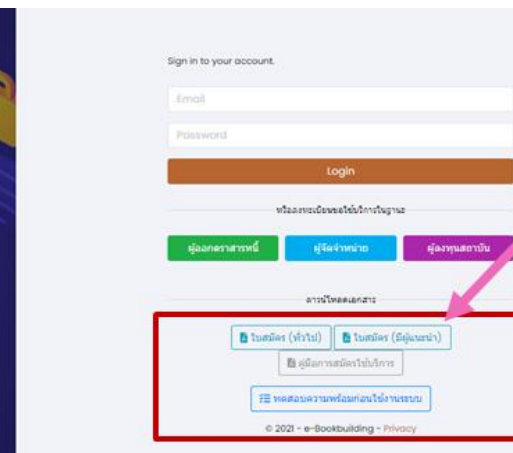 Sign in to your account.
Email
Password
Login
หรือลงทะเบียนขอใช้บริการในฐานะ
ผู้ออกตราสารหนี้ ผู้จัดจำหน่าย ผู้ลงทุนสถาบัน
ดาวน์โหลดเอกสาร
ใบสมัคร (ทั่วไป) ใบสมัคร (มีผู้แนะนำ)
คู่มือการสมัครใช้บริการ
ทดสอบความพร้อมก่อนใช้งานระบบ
© 2021 - e-Bookbuilding - Privacy